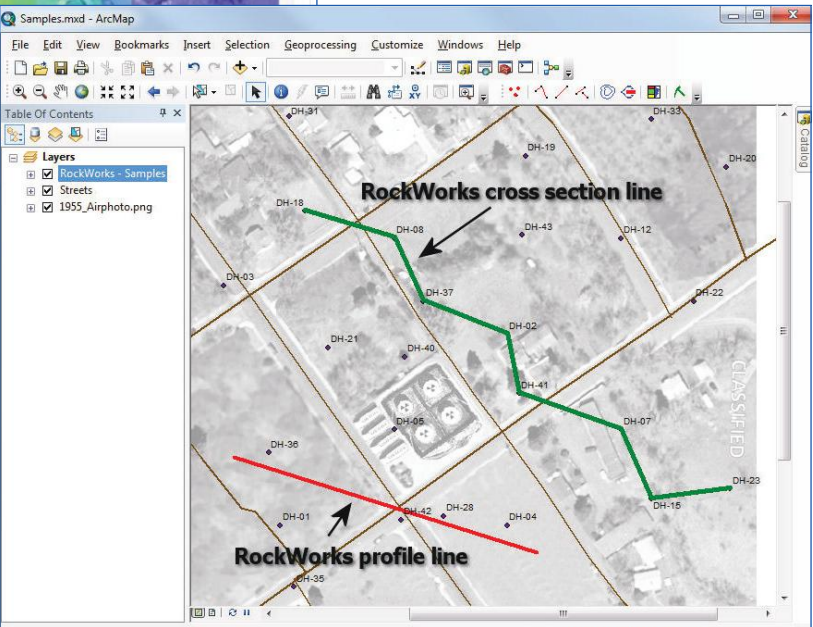 Samples.mxd - ArcMap
File Edit View Bookmarks Insert Selection Geoprocessing Customize Windows Help
Table Of Contents
Layers
RockWorks - Samples
Streets
1955_Airphoto.png
Catalog
DH-31
DH-33
DH-19
DH-20
RockWorks cross section line
DH-18
DH-08
DH-43
DH-12
DH-03
DH-37
DH-22
DH-02
DH-21
DH-40
DH-41
CLASSIFIED
DH-05
DH-07
DH-36
DH-23
DH-15
DH-01
DH-42
DH-28
DH-04
RockWorks profile line
DH-35